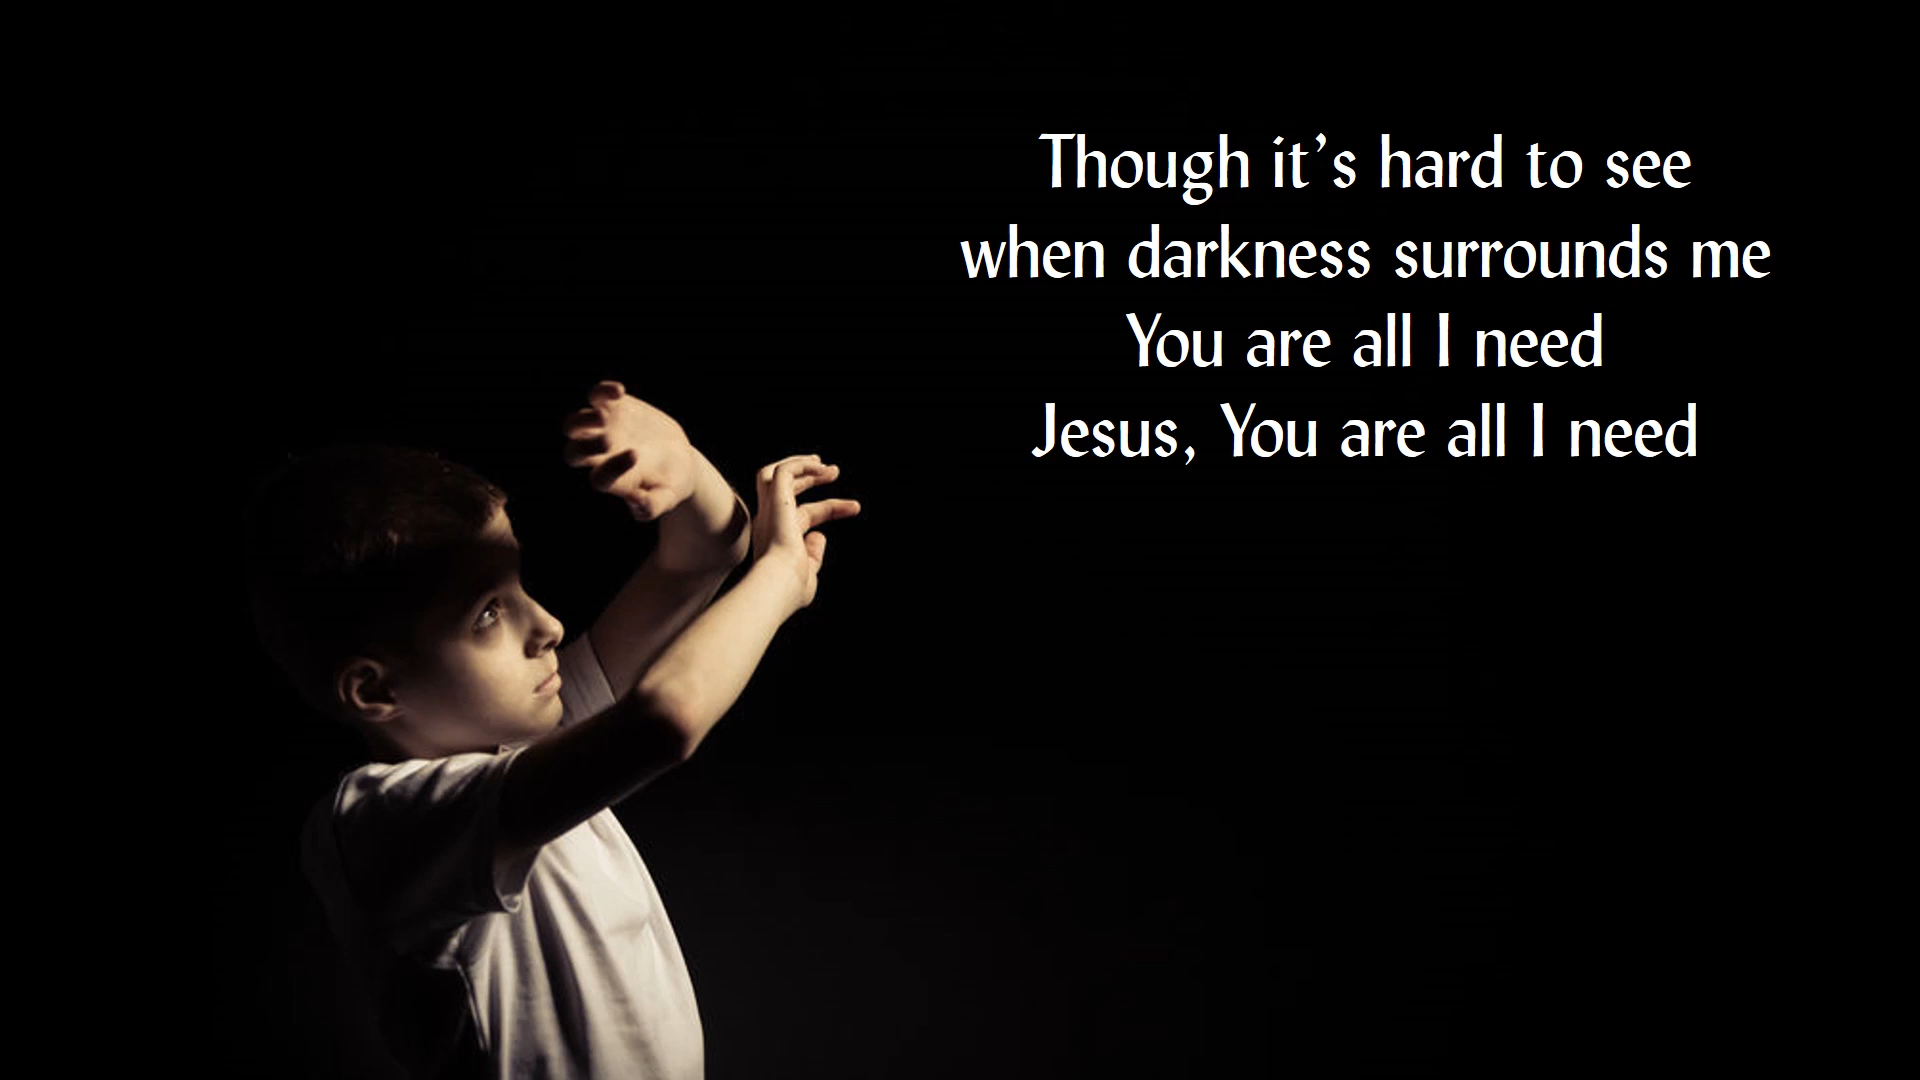 Though it’s hard to see
when darkness surrounds me
You are all I need
Jesus, You are all I need